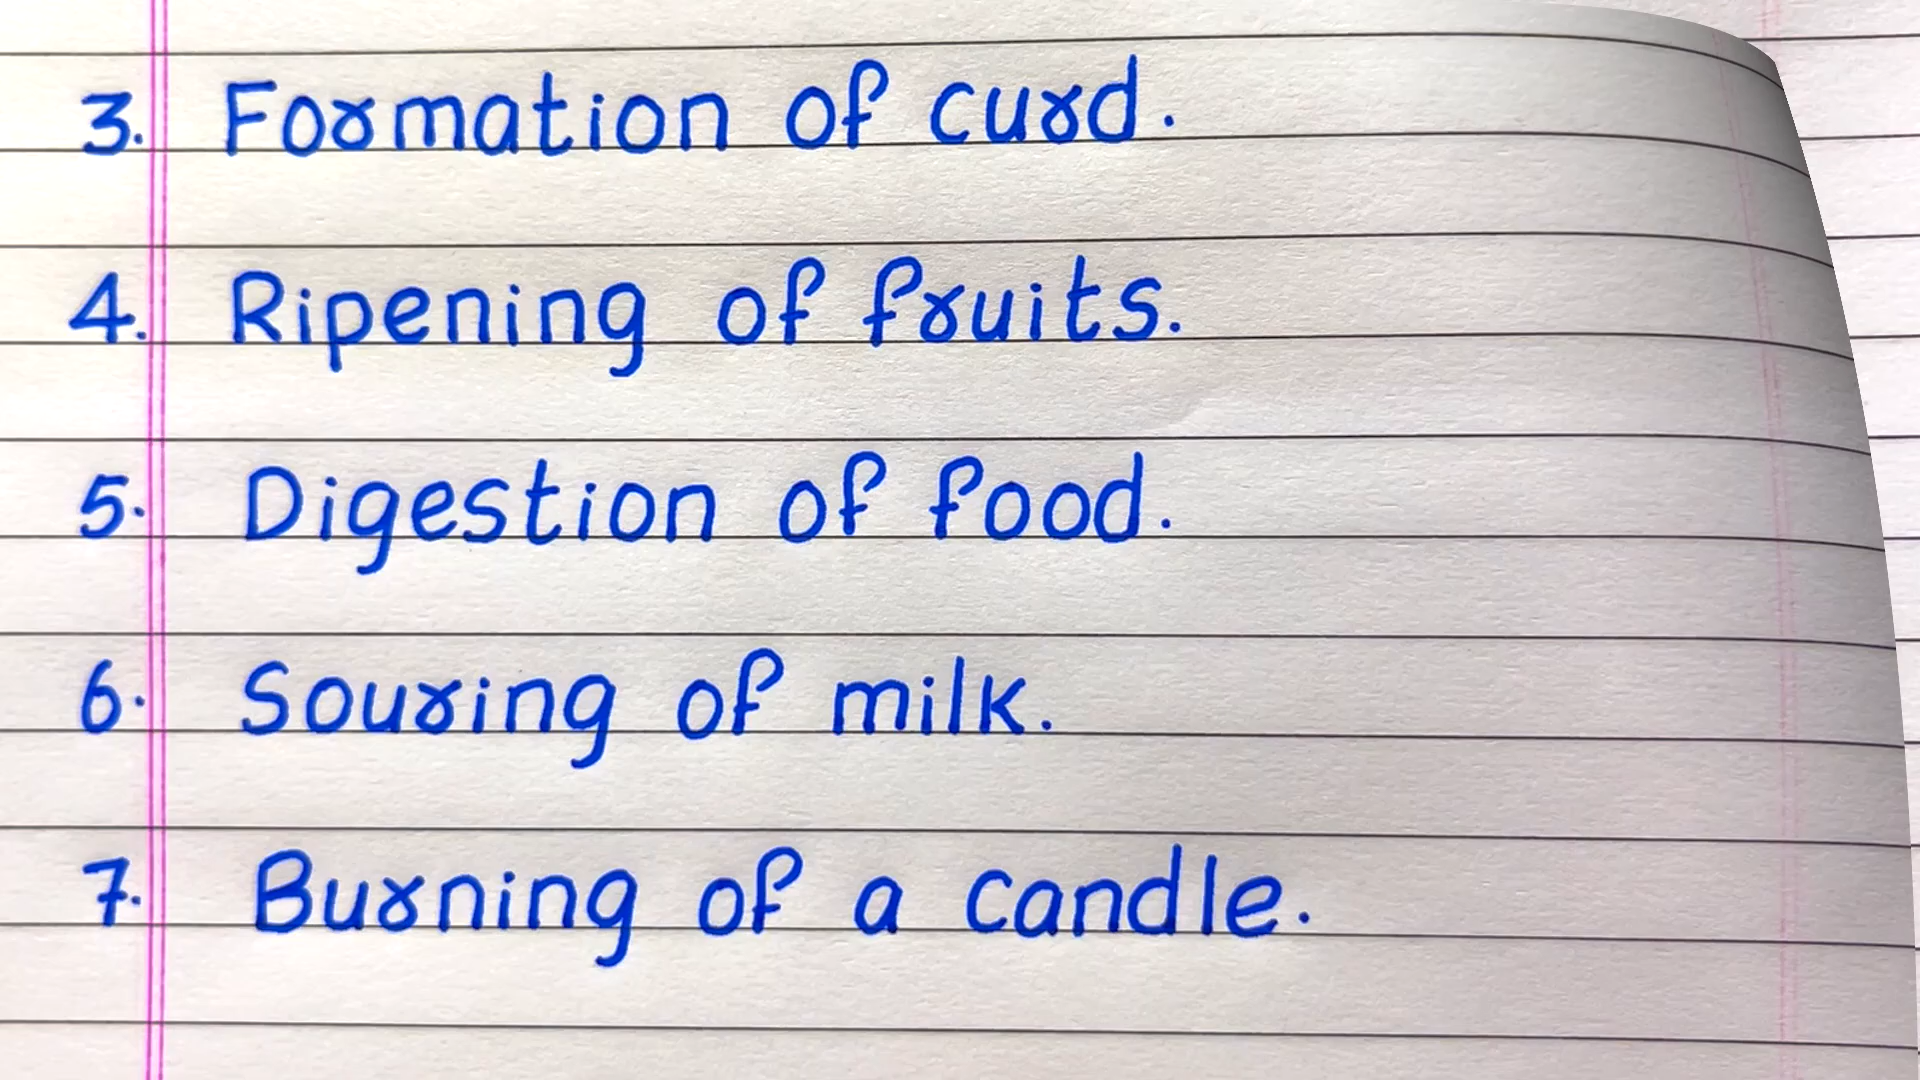 3. Formation of curd.
4. Ripening of fruits.
5. Digestion of food.
6. Souring of milk.
7. Burning of a candle.